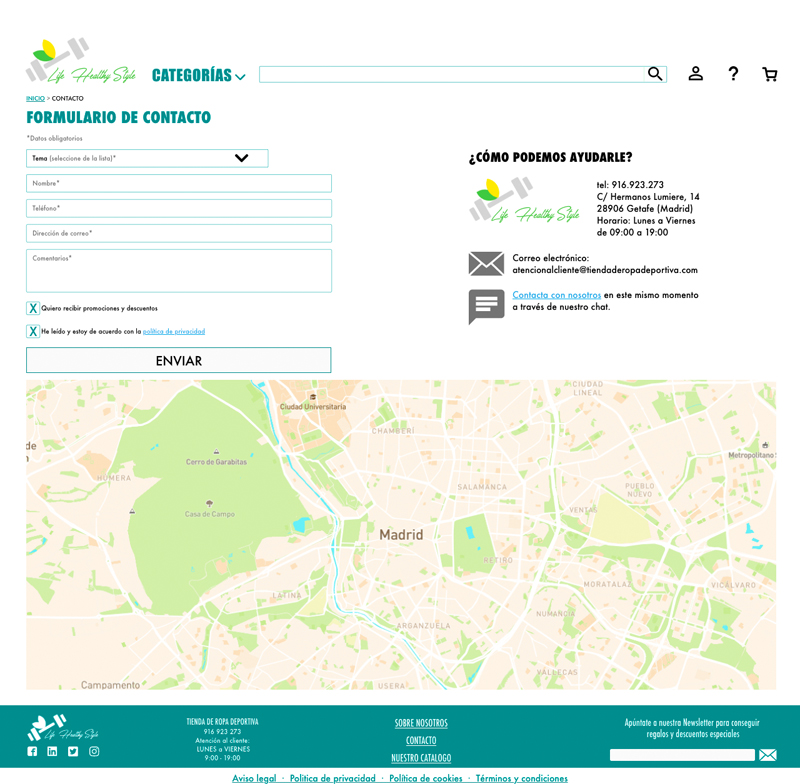 Life Healthy Style
CATEGORÍAS
?
INICIO > CONTACTO
FORMULARIO DE CONTACTO
*Datos obligatorios
Tema (seleccione de la lista)*
Nombre*
Teléfono*
Dirección de correo*
Comentarios*
X Quiero recibir promociones y descuentos
X He leído y estoy de acuerdo con la política de privacidad
ENVIAR
¿CÓMO PODEMOS AYUDARLE?
Life Healthy Style
tel: 916.923.273
C/ Hermanos Lumiere, 14
28906 Getafe (Madrid)
Horario: Lunes a Viernes
de 09:00 a 19:00
Correo electrónico:
atencionalcliente@tiendaderopadeportiva.com
Contacta con nosotros en este mismo momento
a través de nuestro chat.
CIUDAD
LINEAL
Ciudad Universitaria
CHAMBERÍ
de
n
Metropolitano S
Cerro de Garabitas
HÚMERA
SALAMANCA
PUEBLO
NUEVO
Casa de Campo
VENTAS
Madrid
RETIRO
MORATALAZ
VICÁLVARO
LATINA
NUMANCIA
ARGANZUELA
VALLECAS
Campamento
USERA
Life Healthy Style
TIENDA DE ROPA DEPORTIVA
916 923 273
Atención al cliente:
LUNES a VIERNES
9:00 - 19:00
SOBRE NOSOTROS
CONTACTO
NUESTRO CATALOGO
Apúntate a nuestra Newsletter para conseguir
regalos y descuentos especiales
Aviso legal · Política de privacidad · Política de cookies · Términos y condiciones